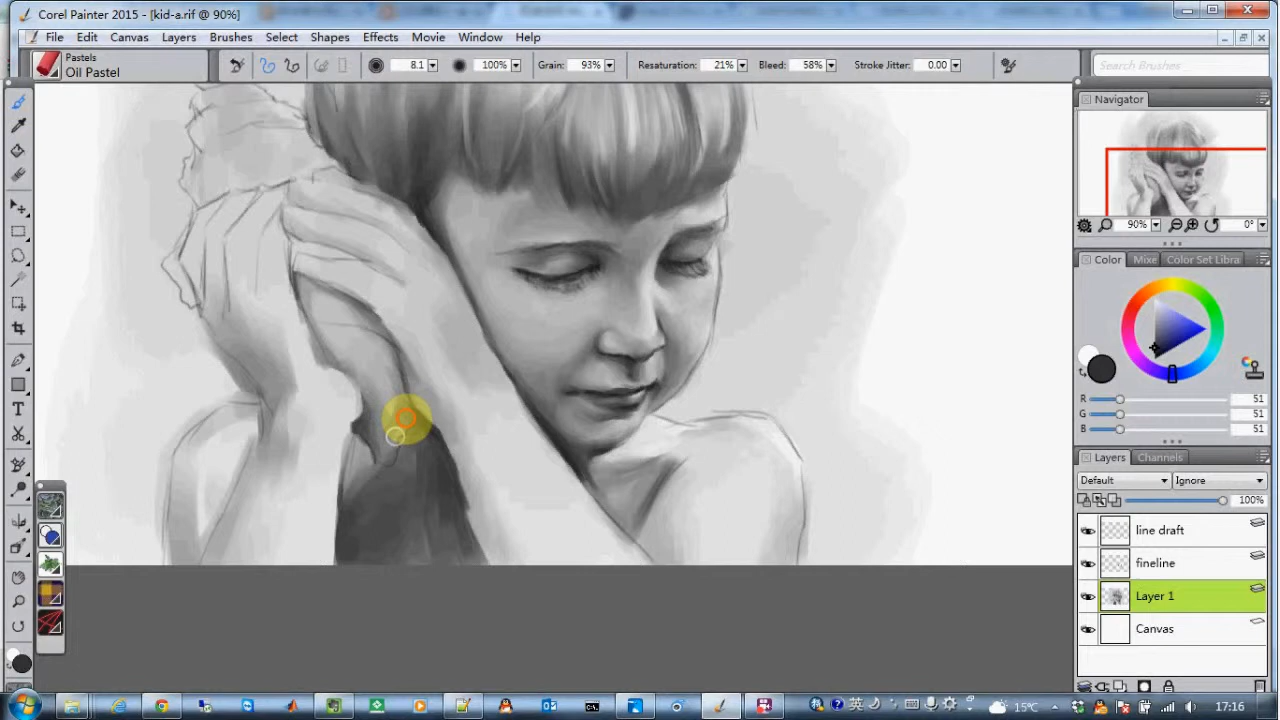 Corel Painter 2015 - [kid-a.rif @ 90%]
File Edit Canvas Layers Brushes Select Shapes Effects Movie Window Help
Pastels
Oil Pastel
8.1 100% Grain: 93% Resaturation: 21% Bleed: 58% Stroke Jitter: 0.00
Search Brushes...
Navigator
90% 0°
Color Mixe Color Set Libra
R 51
G 51
B 51
Layers Channels
Default Ignore
100%
line draft
fineline
Layer 1
Canvas
英 15℃ 17:16